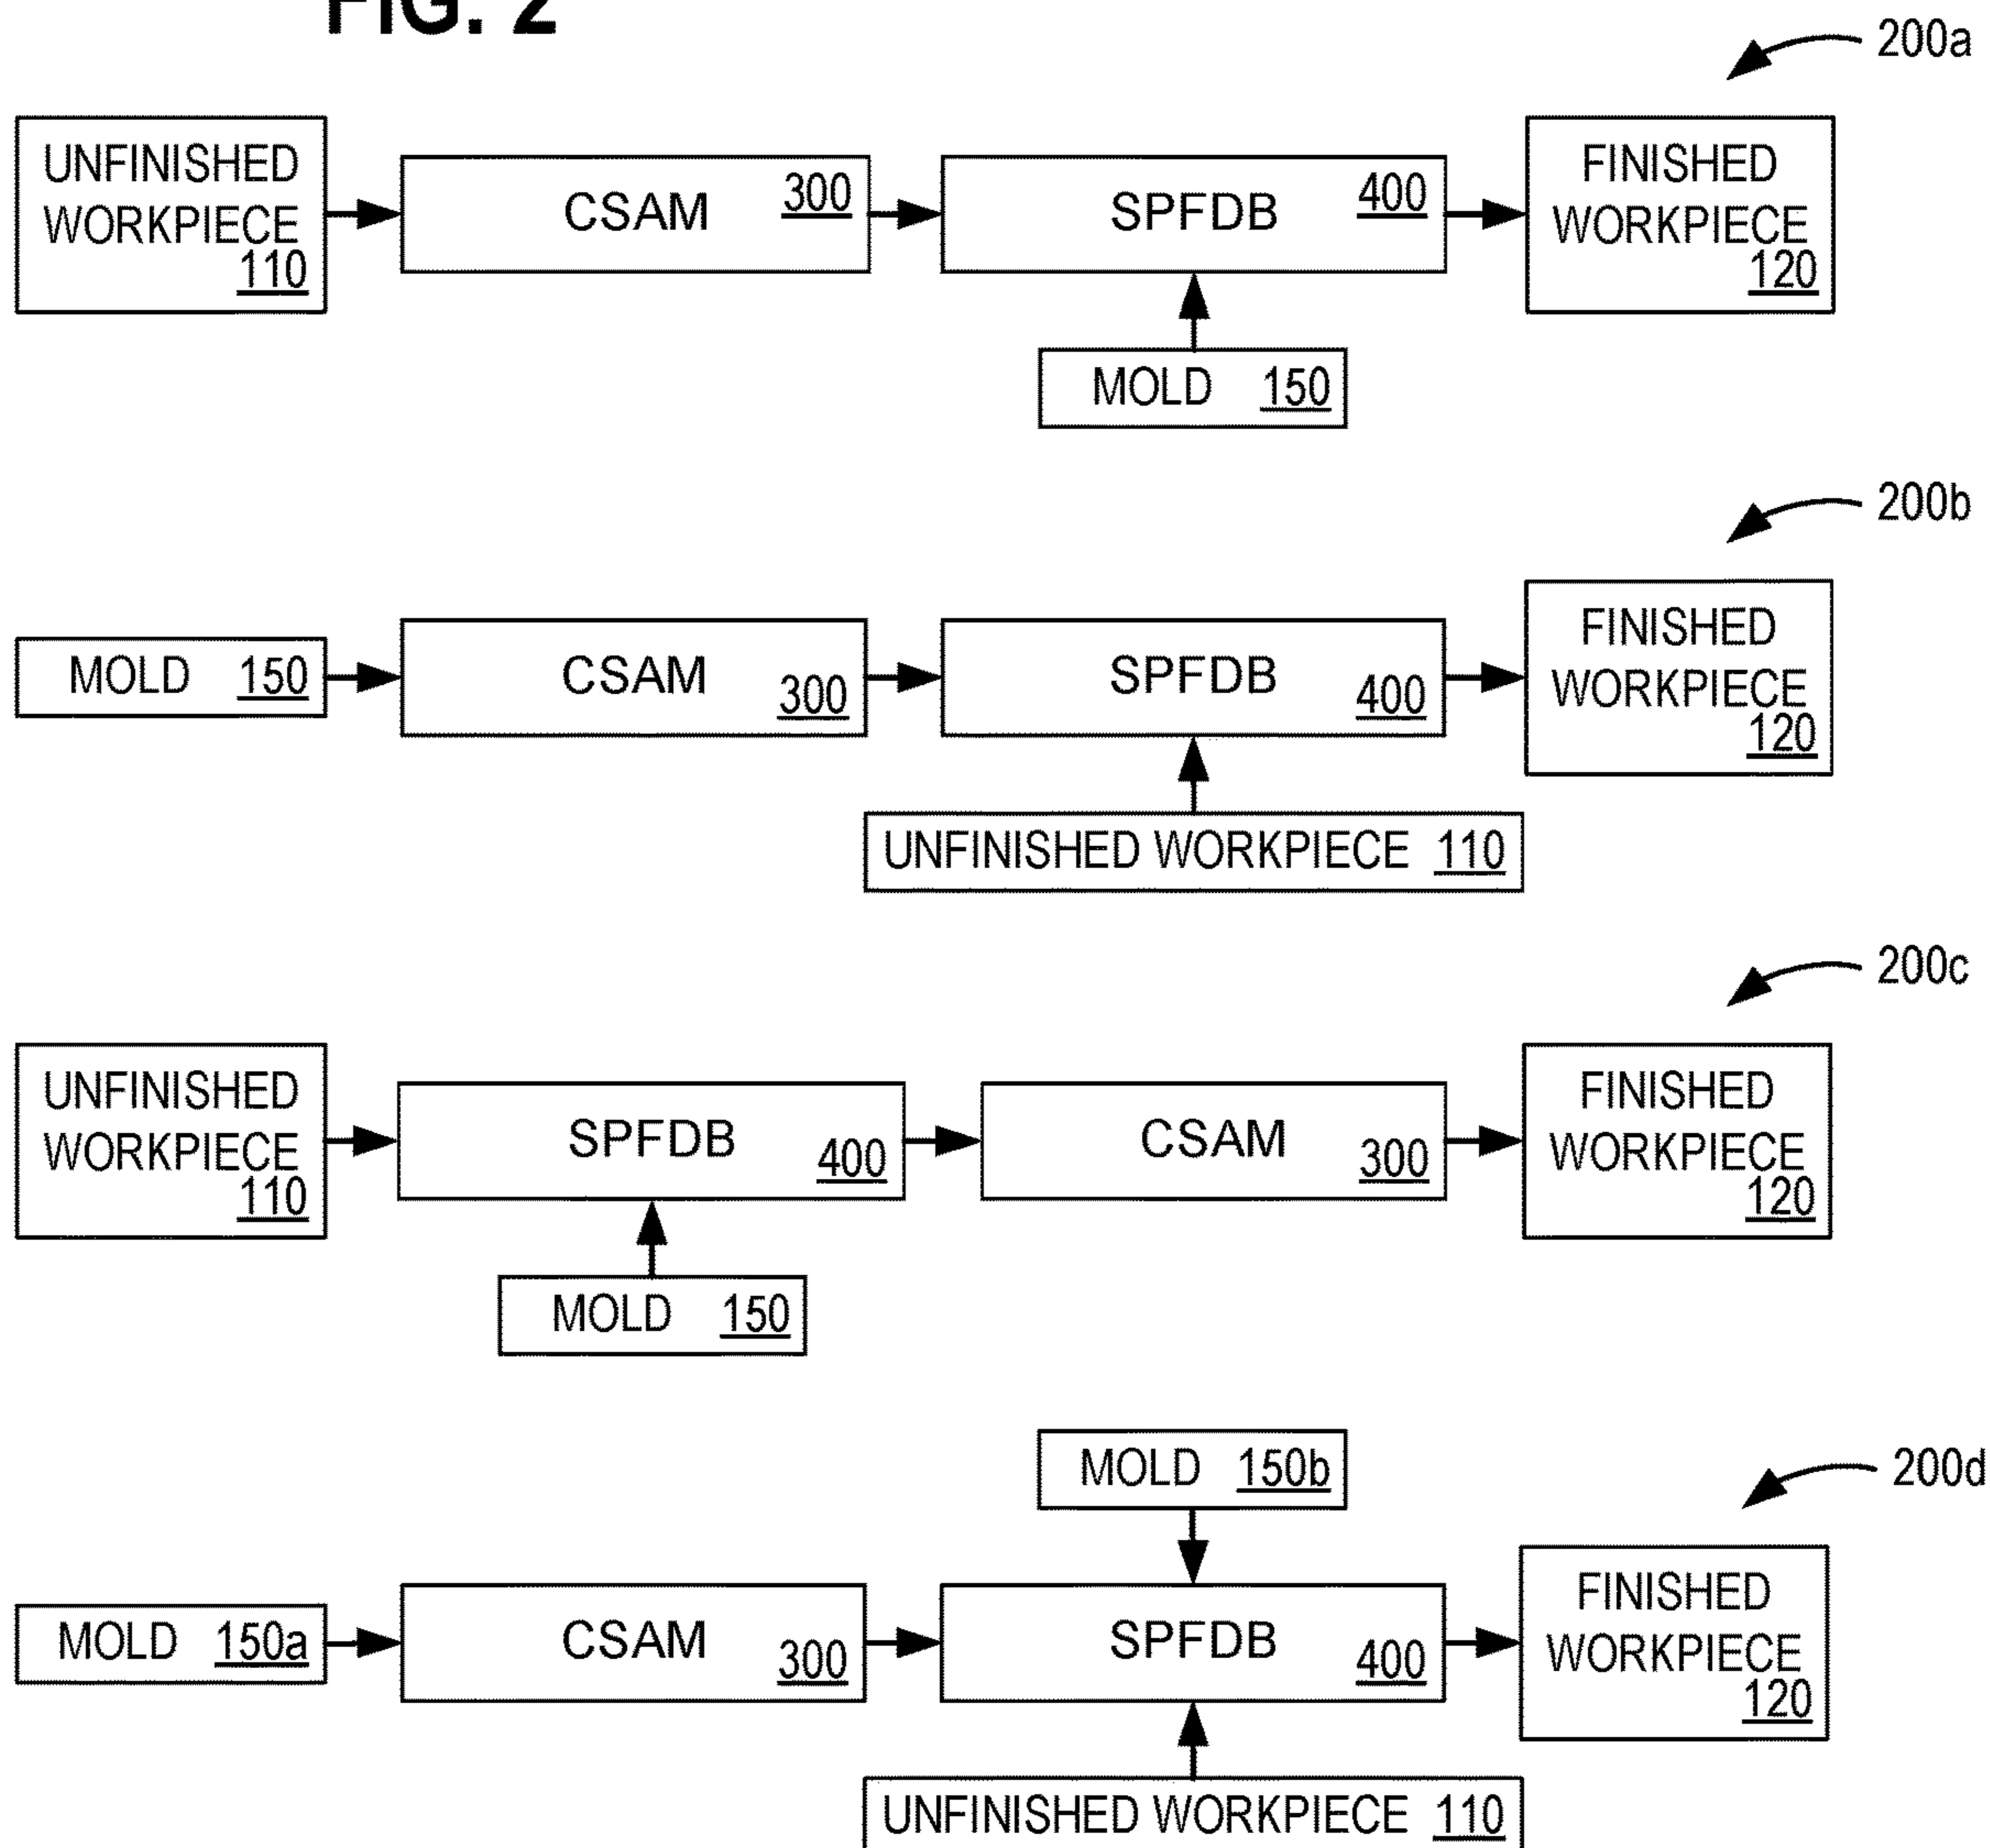 FIG. 2
200a
UNFINISHED
WORKPIECE
110
CSAM 300
SPFDB 400
FINISHED
WORKPIECE
120
MOLD 150
200b
MOLD 150
CSAM 300
SPFDB 400
FINISHED
WORKPIECE
120
UNFINISHED WORKPIECE 110
200c
UNFINISHED
WORKPIECE
110
SPFDB 400
CSAM 300
FINISHED
WORKPIECE
120
MOLD 150
MOLD 150b
200d
MOLD 150a
CSAM 300
SPFDB 400
FINISHED
WORKPIECE
120
UNFINISHED WORKPIECE 110